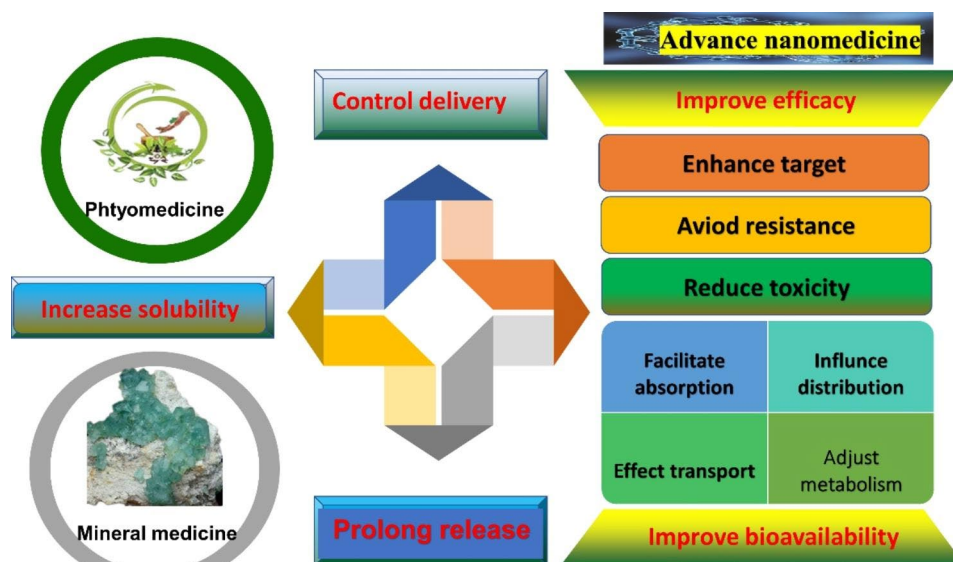 Phtyomedicine
Increase solubility
Mineral medicine
Control delivery
Prolong release
Advance nanomedicine
Improve efficacy
Enhance target
Aviod resistance
Reduce toxicity
Facilitate
absorption
Influnce
distribution
Effect transport
Adjust
metabolism
Improve bioavailability